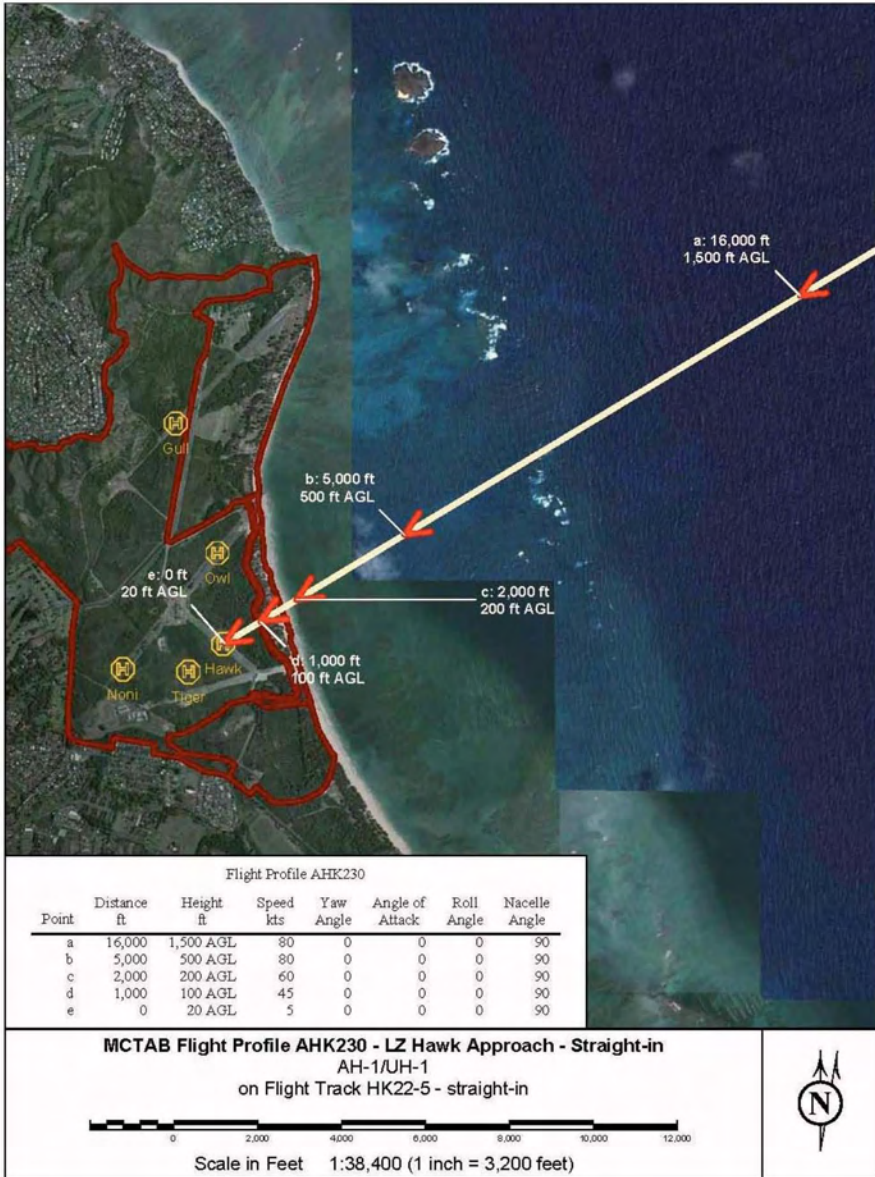 a: 16,000 ft
1,500 ft AGL
Gull
b: 5,000 ft
500 ft AGL
Owl
e: 0 ft
20 ft AGL
c: 2,000 ft
200 ft AGL
Hawk
d: 1,000 ft
100 ft AGL
Noni
Tiger
Flight Profile AHK230
Point Distance ft Height ft Speed kts Yaw Angle Angle of Attack Roll Angle Nacelle Angle
a 16,000 1,500 AGL 80 0 0 0 90
b 5,000 500 AGL 80 0 0 0 90
c 2,000 200 AGL 60 0 0 0 90
d 1,000 100 AGL 45 0 0 0 90
e 0 20 AGL 5 0 0 0 90
MCTAB Flight Profile AHK230 - LZ Hawk Approach - Straight-in
AH-1/UH-1
on Flight Track HK22-5 - straight-in
0 2,000 4,000 6,000 8,000 10,000 12,000
Scale in Feet 1:38,400 (1 inch = 3,200 feet)
N